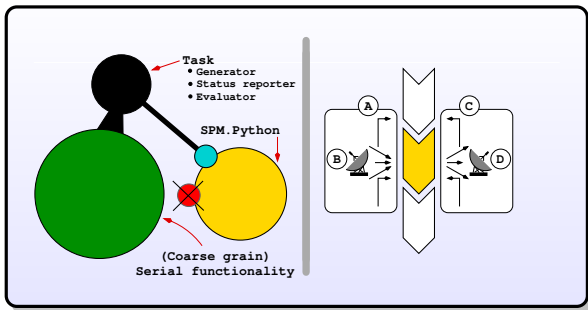 Task
• Generator
• Status reporter
• Evaluator
SPM.Python
(Coarse grain)
Serial functionality
A
C
B
D